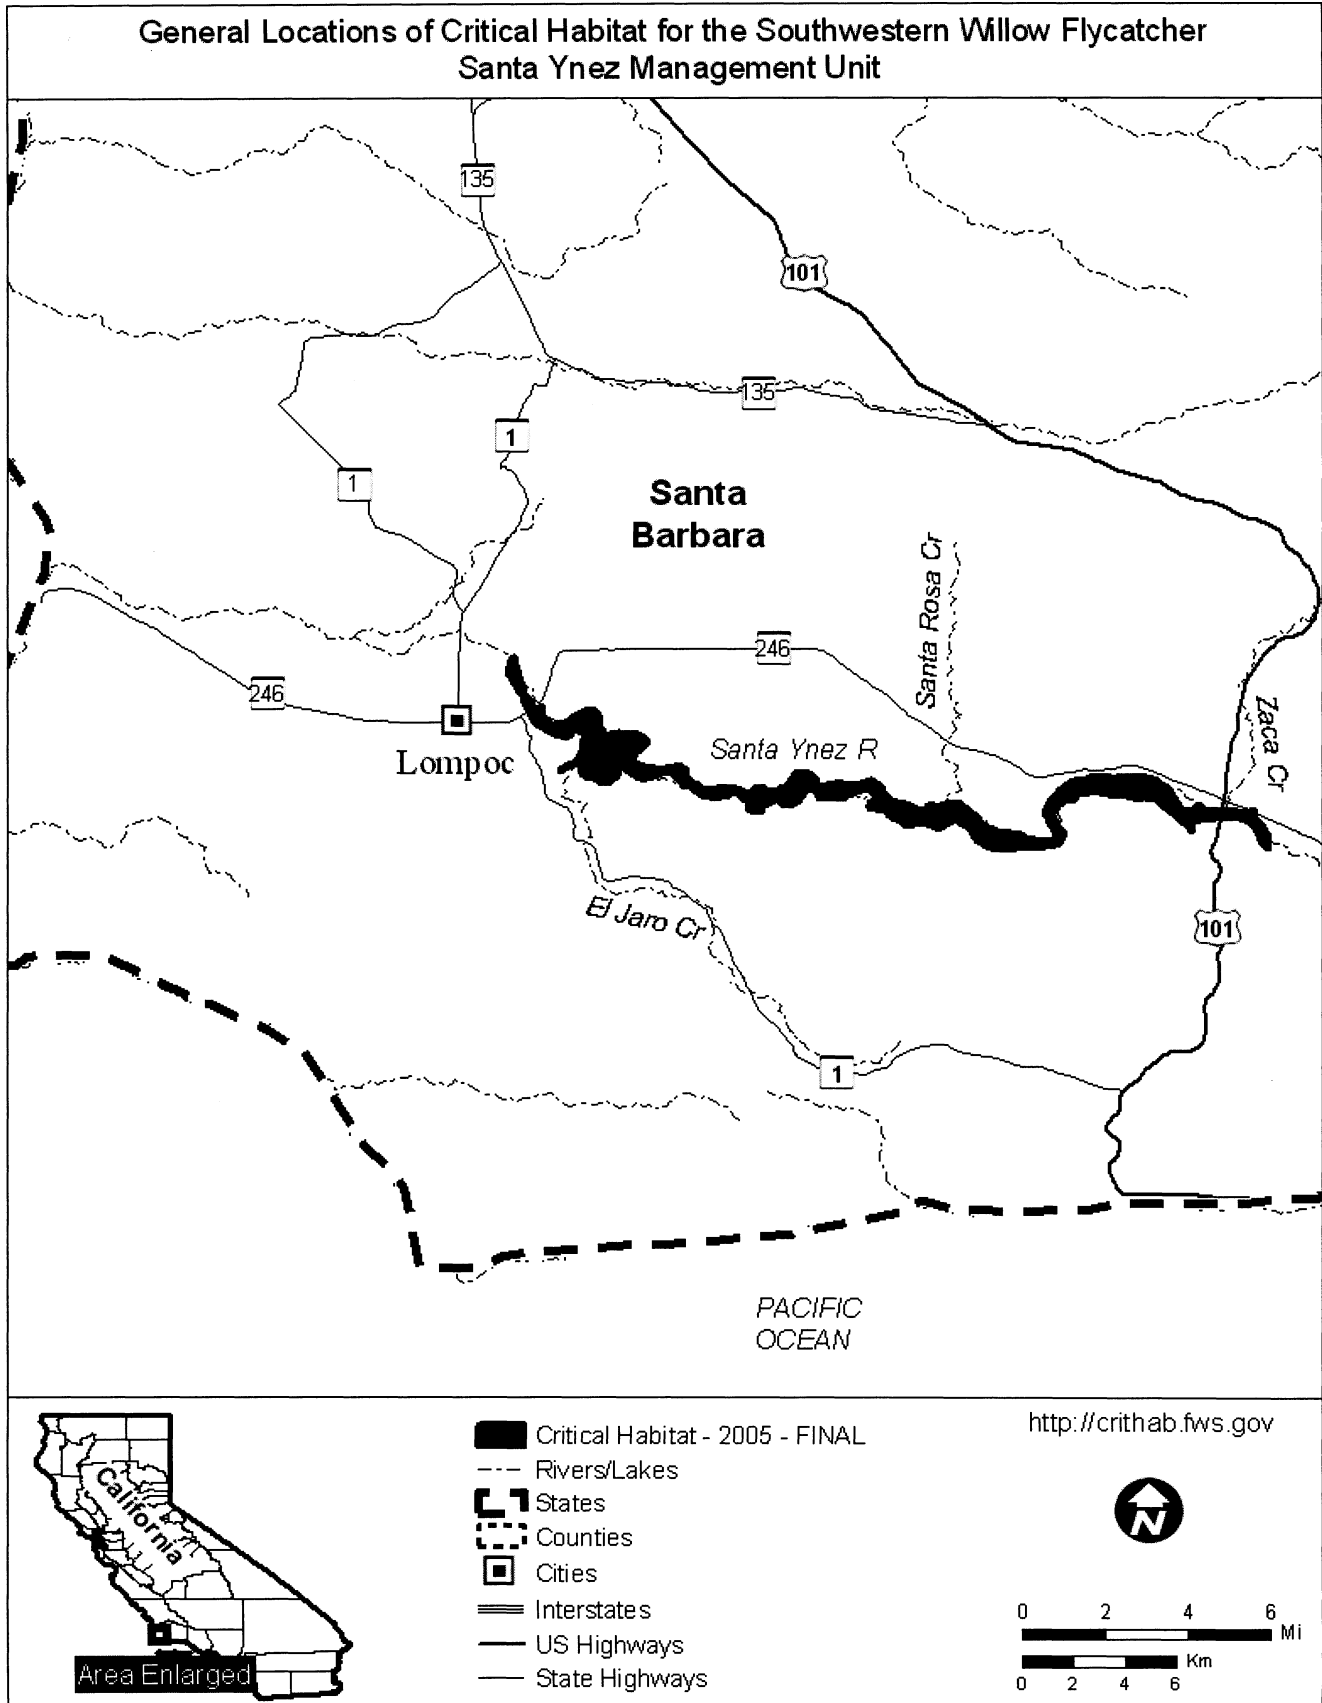 General Locations of Critical Habitat for the Southwestern Willow Flycatcher
Santa Ynez Management Unit
135
101
135
1
1
Santa
Barbara
Santa Rosa Cr
246
246
Zaca Cr
Santa Ynez R
Lompoc
El Jaro Cr
101
1
PACIFIC
OCEAN
California
Area Enlarged
Critical Habitat - 2005 - FINAL
Rivers/Lakes
States
Counties
Cities
Interstates
US Highways
State Highways
http://crithab.fws.gov
N
0 2 4 6
Mi
Km
0 2 4 6